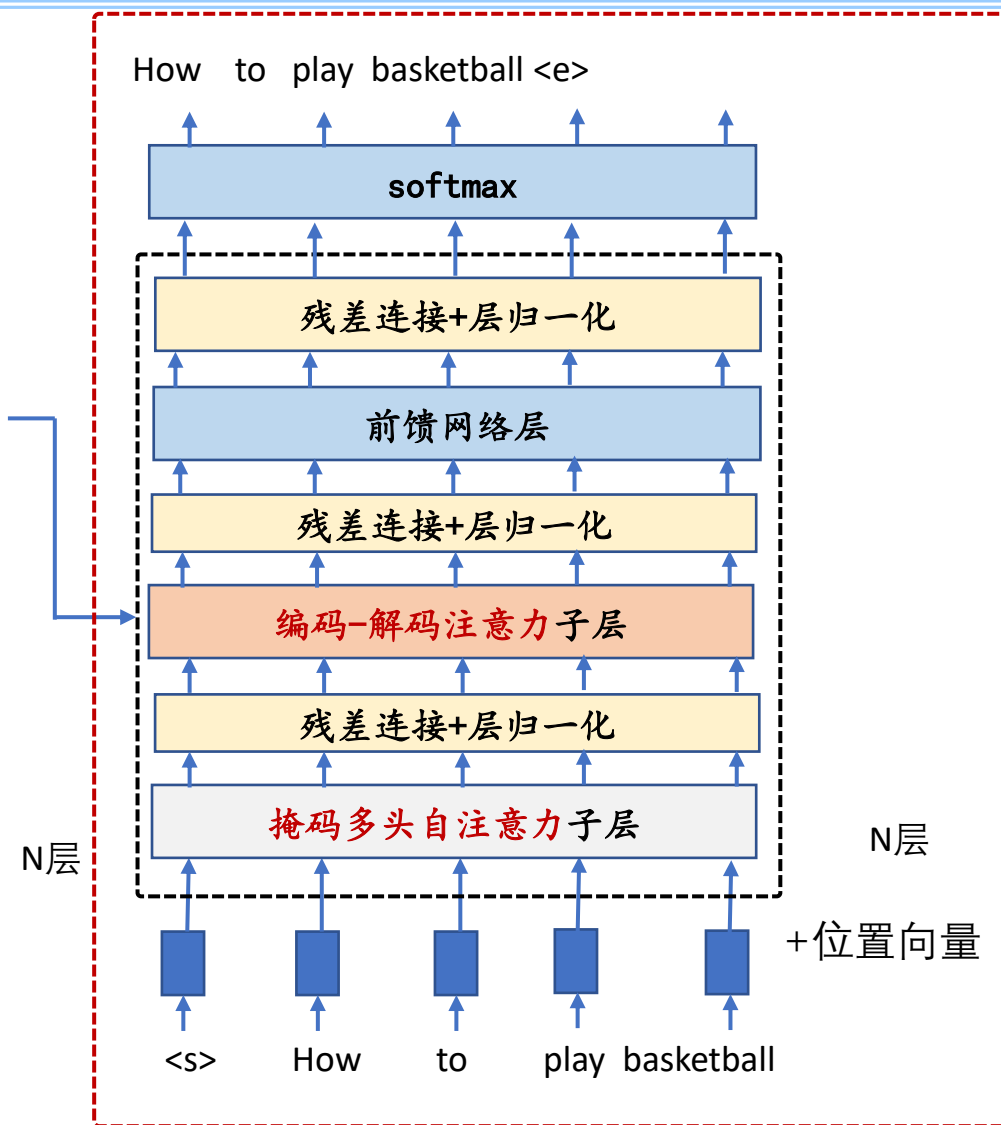 How to play basketball <e>
softmax
残差连接+层归一化
前馈网络层
残差连接+层归一化
编码-解码注意力子层
残差连接+层归一化
掩码多头自注意力子层
N层
N层
+位置向量
<s> How to play basketball